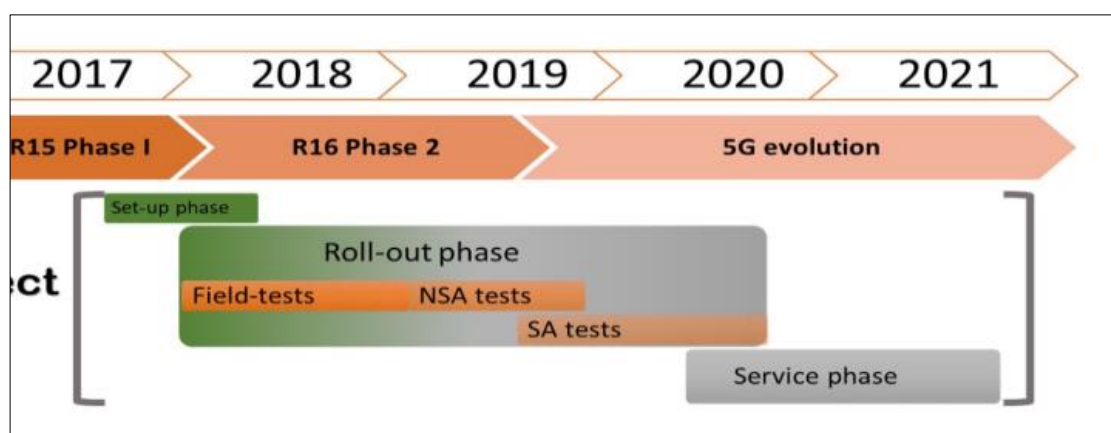 2017 2018 2019 2020 2021
R15 Phase I R16 Phase 2 5G evolution
Set-up phase
Roll-out phase
ect
Field-tests NSA tests
SA tests
Service phase